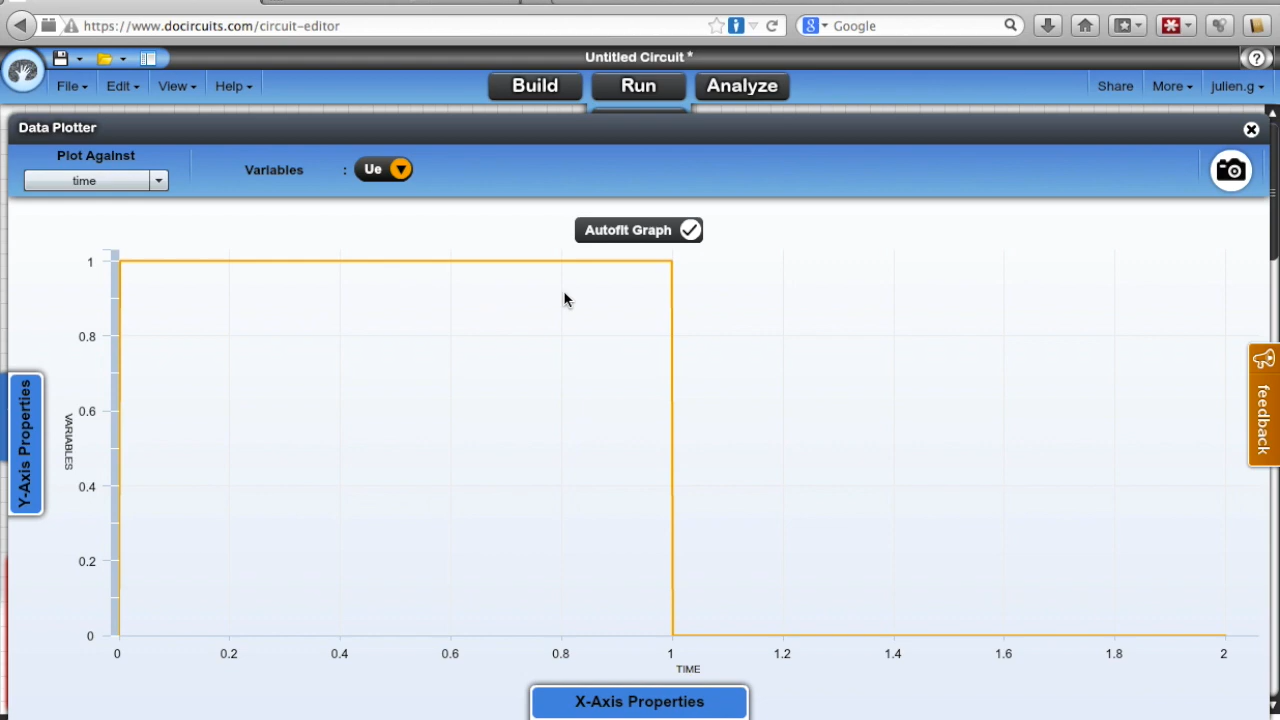 https://www.docircuits.com/circuit-editor
Google
Untitled Circuit *
File Edit View Help
Build Run Analyze
Share More julien.g
Data Plotter
Plot Against
time
Variables : Ue
Autofit Graph
1
0.8
0.6
0.4
0.2
0
VARIABLES
Y-Axis Properties
feedback
0 0.2 0.4 0.6 0.8 1 1.2 1.4 1.6 1.8 2
TIME
X-Axis Properties